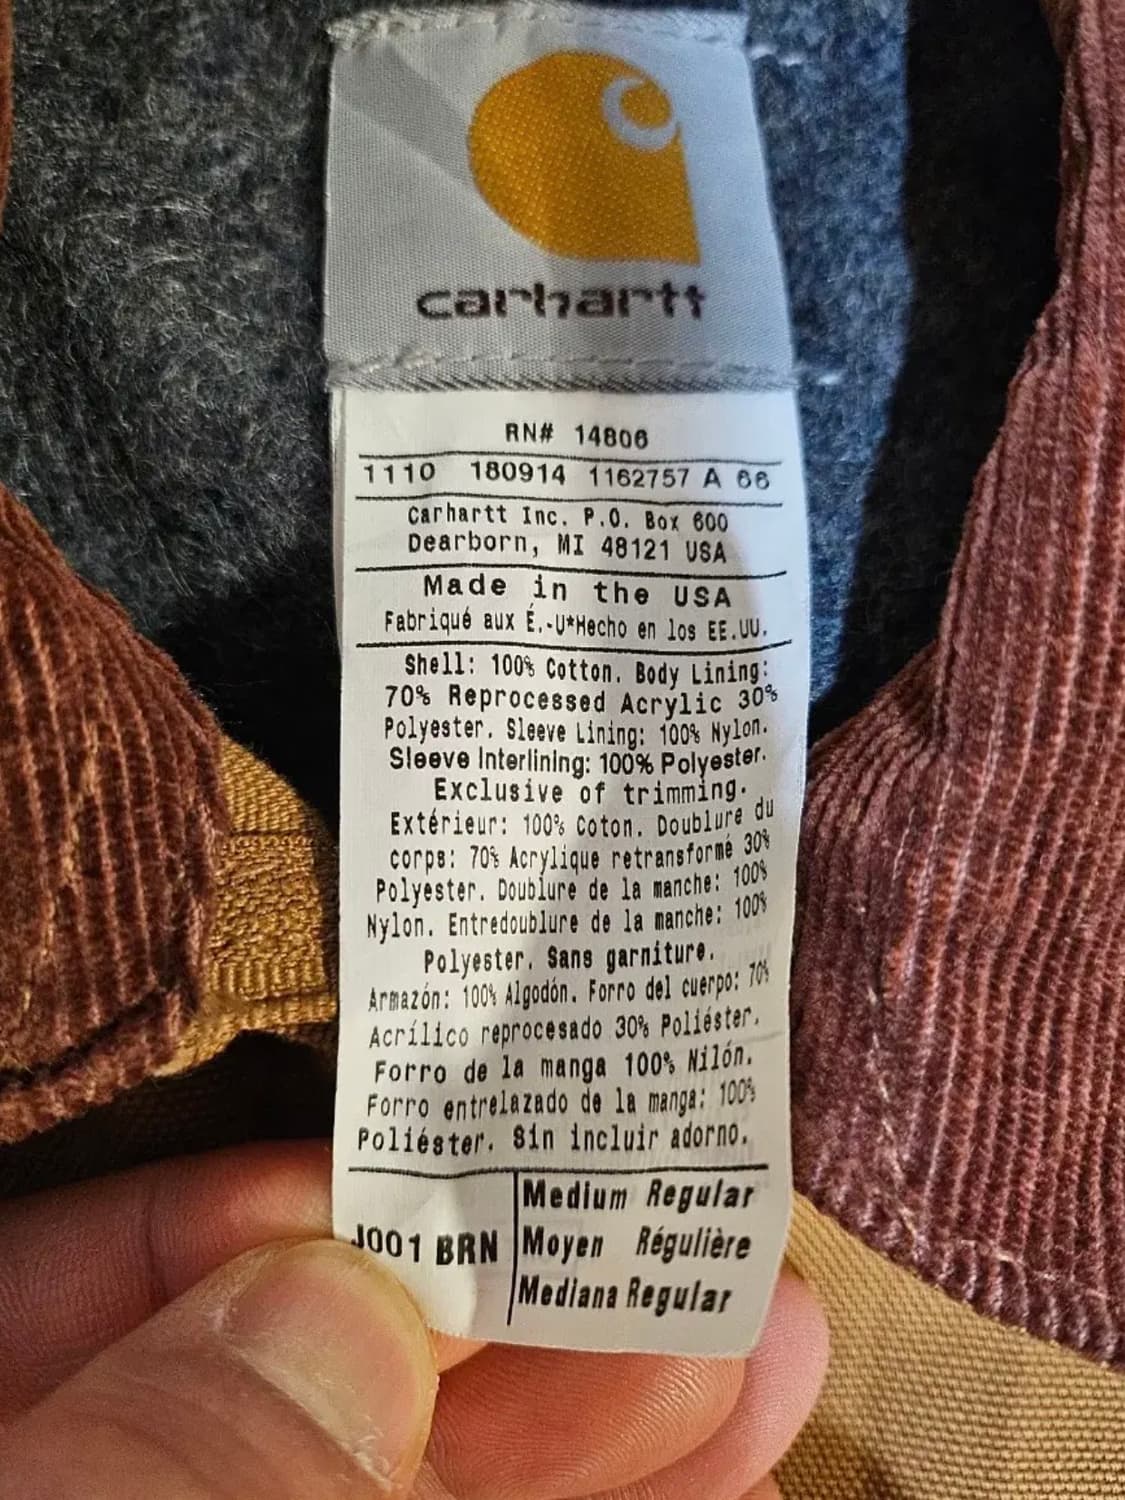 carhartt
RN# 14806
1110 180914 1162757 A 66
Carhartt Inc. P.O. Box 600
Dearborn, MI 48121 USA
Made in the USA
Fabriqué aux É.-U*Hecho en los EE.UU.
Shell: 100% Cotton. Body Lining:
70% Reprocessed Acrylic 30%
Polyester. Sleeve Lining: 100% Nylon.
Sleeve Interlining: 100% Polyester.
Exclusive of trimming.
Extérieur: 100% Coton. Doublure du
corps: 70% Acrylique retransformé 30%
Polyester. Doublure de la manche: 100%
Nylon. Entredoublure de la manche: 100%
Polyester. Sans garniture.
Armazón: 100% Algodón. Forro del cuerpo: 70%
Acrílico reprocesado 30% Poliéster.
Forro de la manga 100% Nilón.
Forro entrelazado de la manga: 100%
Poliéster. Sin incluir adorno.
J001 BRN
Medium Regular
Moyen Régulière
Mediana Regular